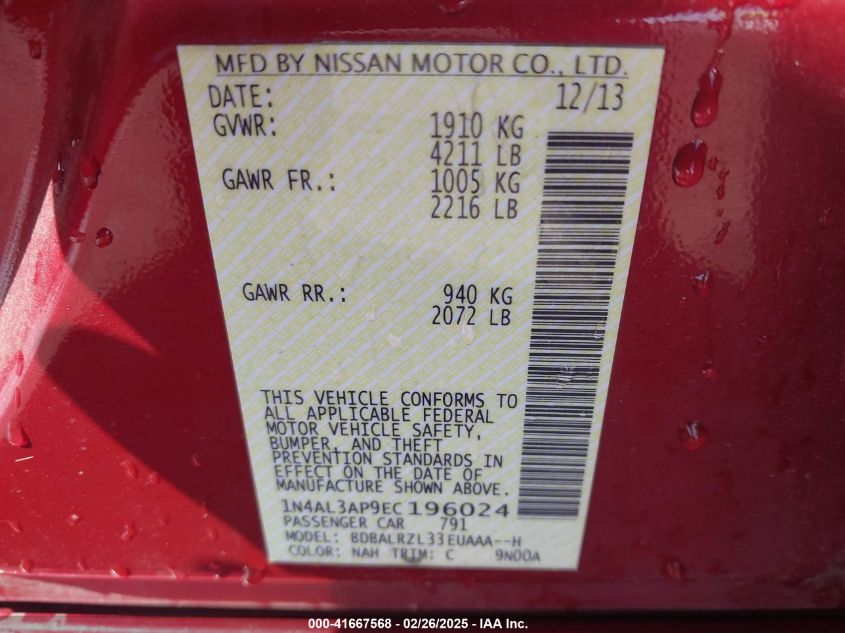 MFD BY NISSAN MOTOR CO., LTD.
DATE: 12/13
GVWR: 1910 KG
4211 LB
GAWR FR.: 1005 KG
2216 LB
GAWR RR.: 940 KG
2072 LB
THIS VEHICLE CONFORMS TO
ALL APPLICABLE FEDERAL
MOTOR VEHICLE SAFETY,
BUMPER, AND THEFT
PREVENTION STANDARDS IN
EFFECT ON THE DATE OF
MANUFACTURE SHOWN ABOVE.
1N4AL3AP9EC196024
PASSENGER CAR 791
MODEL: BDBALRZL33EUAAA--H
COLOR: NAH TRIM: C 9N00A
000-41667568 - 02/26/2025 - IAA Inc.